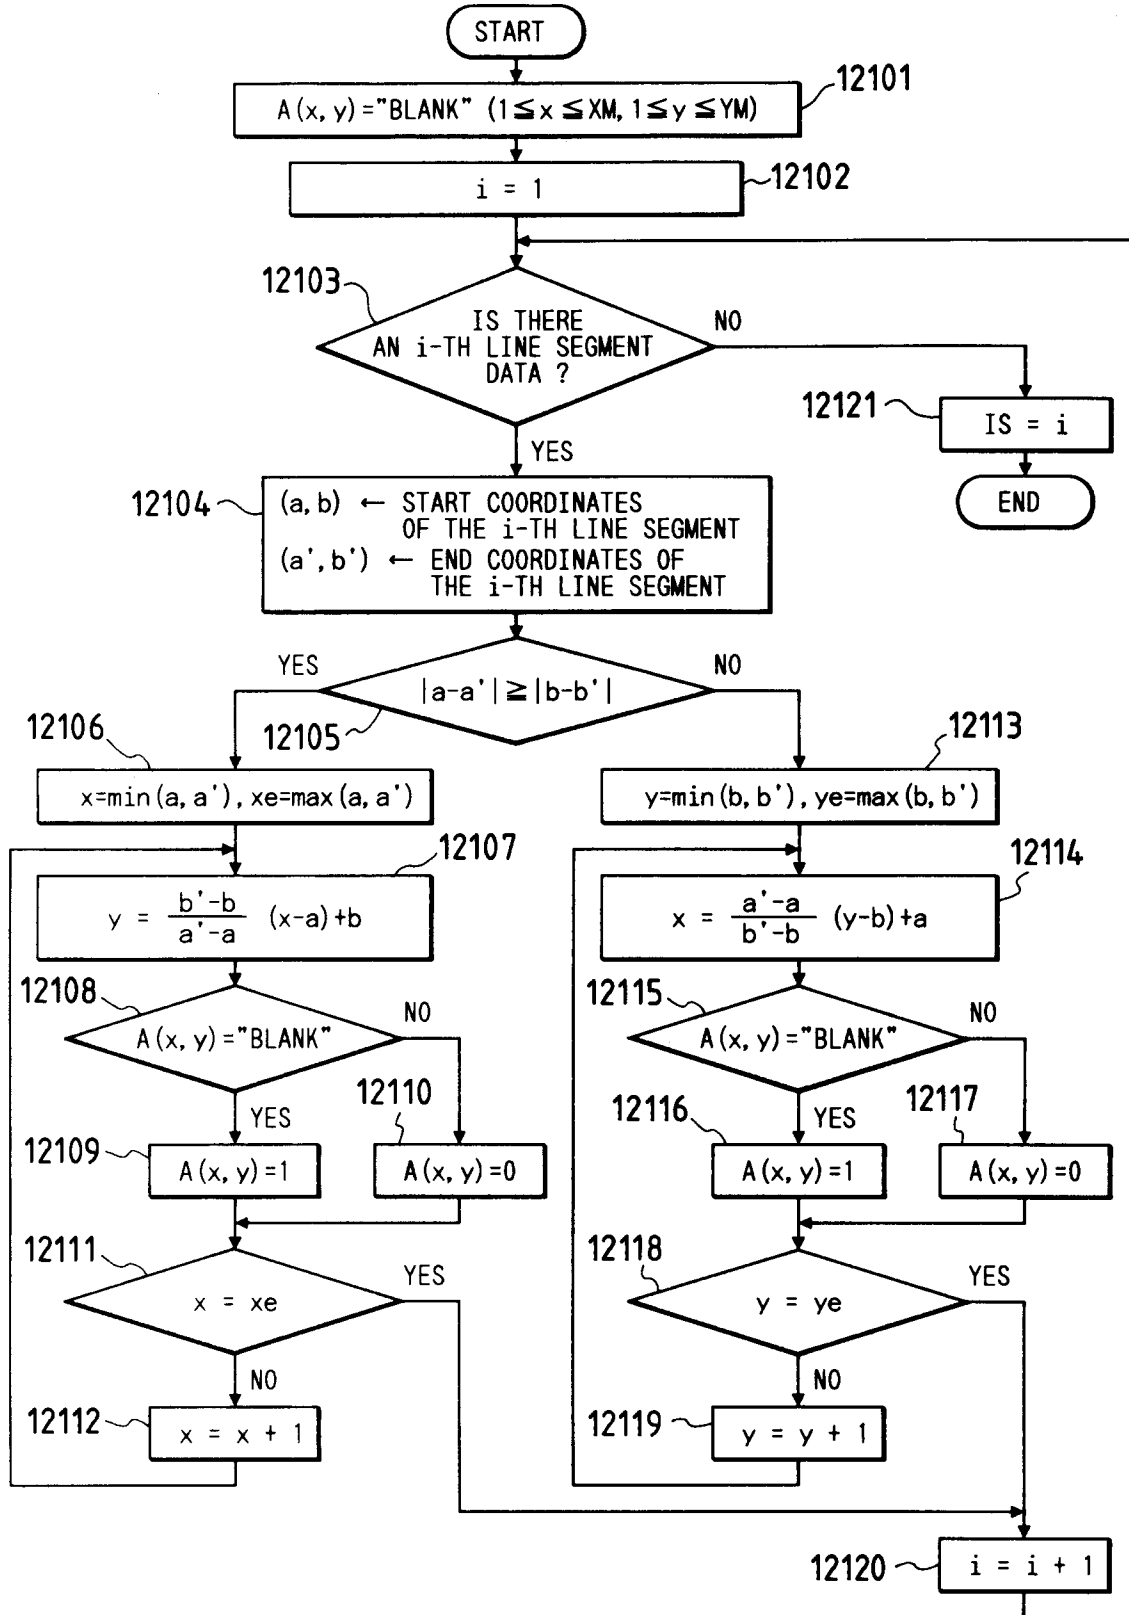 START
12101
A(x, y)="BLANK" (1≦x≦XM, 1≦y≦YM)
i = 1
12102
12103
IS THERE
AN i-TH LINE SEGMENT
DATA ?
NO
12121
IS = i
END
YES
12104
(a, b) ← START COORDINATES
OF THE i-TH LINE SEGMENT
(a', b') ← END COORDINATES OF
THE i-TH LINE SEGMENT
YES
NO
|a-a'|≧|b-b'|
12105
12106
x=min(a, a'), xe=max(a, a')
12113
y=min(b, b'), ye=max(b, b')
12107
y = b'-b / a'-a (x-a)+b
12114
x = a'-a / b'-b (y-b)+a
12108
A(x, y)="BLANK"
NO
12115
A(x, y)="BLANK"
NO
YES
12110
12109
A(x, y)=1
A(x, y)=0
YES
12116
12117
A(x, y)=1
A(x, y)=0
12111
x = xe
YES
12118
y = ye
YES
NO
12112
x = x + 1
NO
12119
y = y + 1
12120
i = i + 1